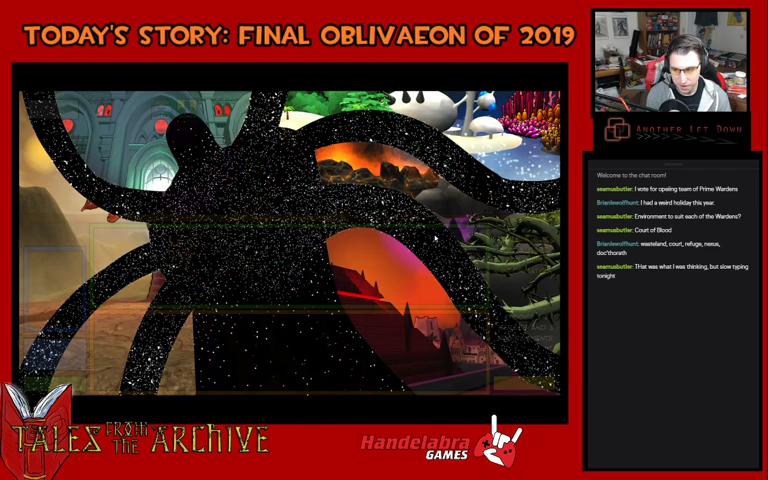 TODAY'S STORY: FINAL OBLIVAEON OF 2019
ANOTHER LET DOWN
Welcome to the chat room!
seamusbutler: I vote for opeling team of Prime Wardens
Brianlewolfhunt: I had a weird holiday this year.
seamusbutler: Environment to suit each of the Wardens?
seamusbutler: Court of Blood
Brianlewolfhunt: wasteland, court, refuge, nexus,
doc'thorath
seamusbutler: THat was what I was thinking, but slow typing
tonight
TALES FROM THE ARCHIVE
Handelabra
GAMES